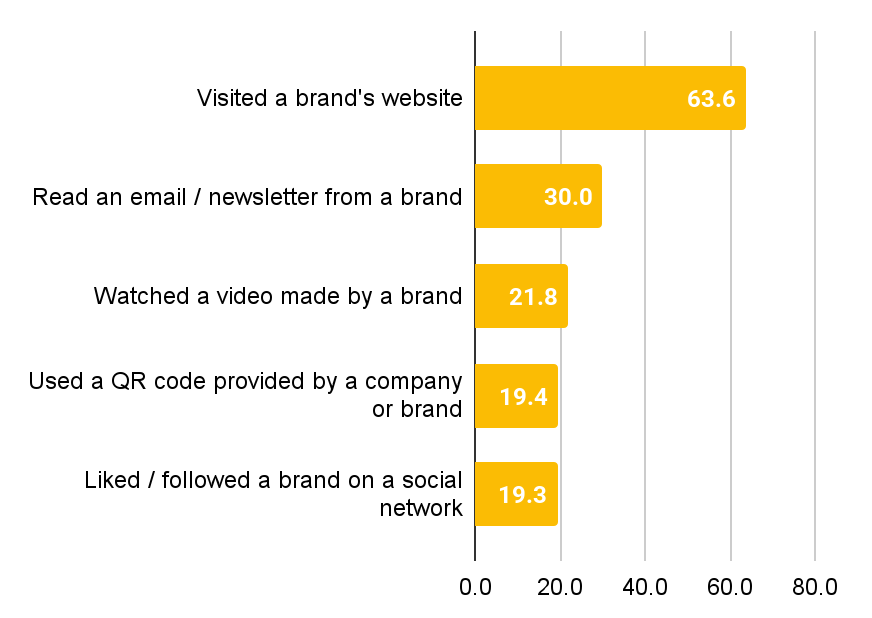 Visited a brand's website
63.6
Read an email / newsletter from a brand
30.0
Watched a video made by a brand
21.8
Used a QR code provided by a company
or brand
19.4
Liked / followed a brand on a social
network
19.3
0.0 20.0 40.0 60.0 80.0